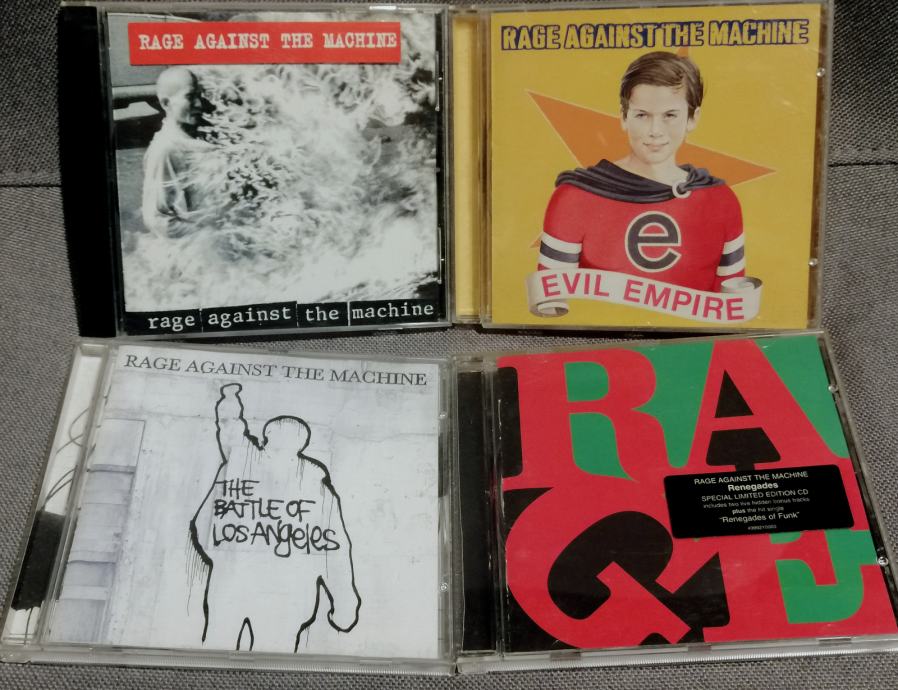 RAGE AGAINST THE MACHINE
rage against the machine
RAGE AGAINST THE MACHINE
e
EVIL EMPIRE
RAGE AGAINST THE MACHINE
THE
BATTLE OF
LOS ANGELES
RA
GE
RAGE AGAINST THE MACHINE
Renegades
SPECIAL LIMITED EDITION CD
includes two live hidden bonus tracks
plus the hit single
"Renegades of Funk"